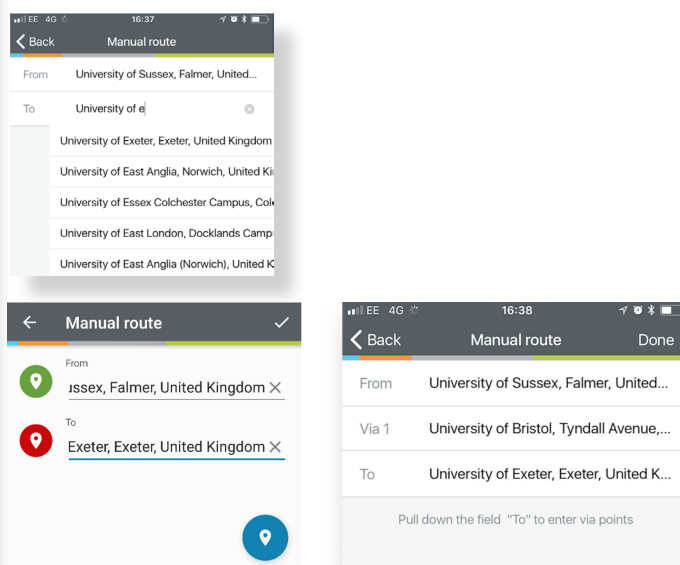 EE 4G 16:37
Back Manual route
From University of Sussex, Falmer, United...
To University of e
University of Exeter, Exeter, United Kingdom
University of East Anglia, Norwich, United Ki
University of Essex Colchester Campus, Col
University of East London, Docklands Camp
University of East Anglia (Norwich), United K
Manual route
From
ussex, Falmer, United Kingdom
To
Exeter, Exeter, United Kingdom
EE 4G 16:38
Back Manual route Done
From University of Sussex, Falmer, United...
Via 1 University of Bristol, Tyndall Avenue,...
To University of Exeter, Exeter, United K...
Pull down the field "To" to enter via points